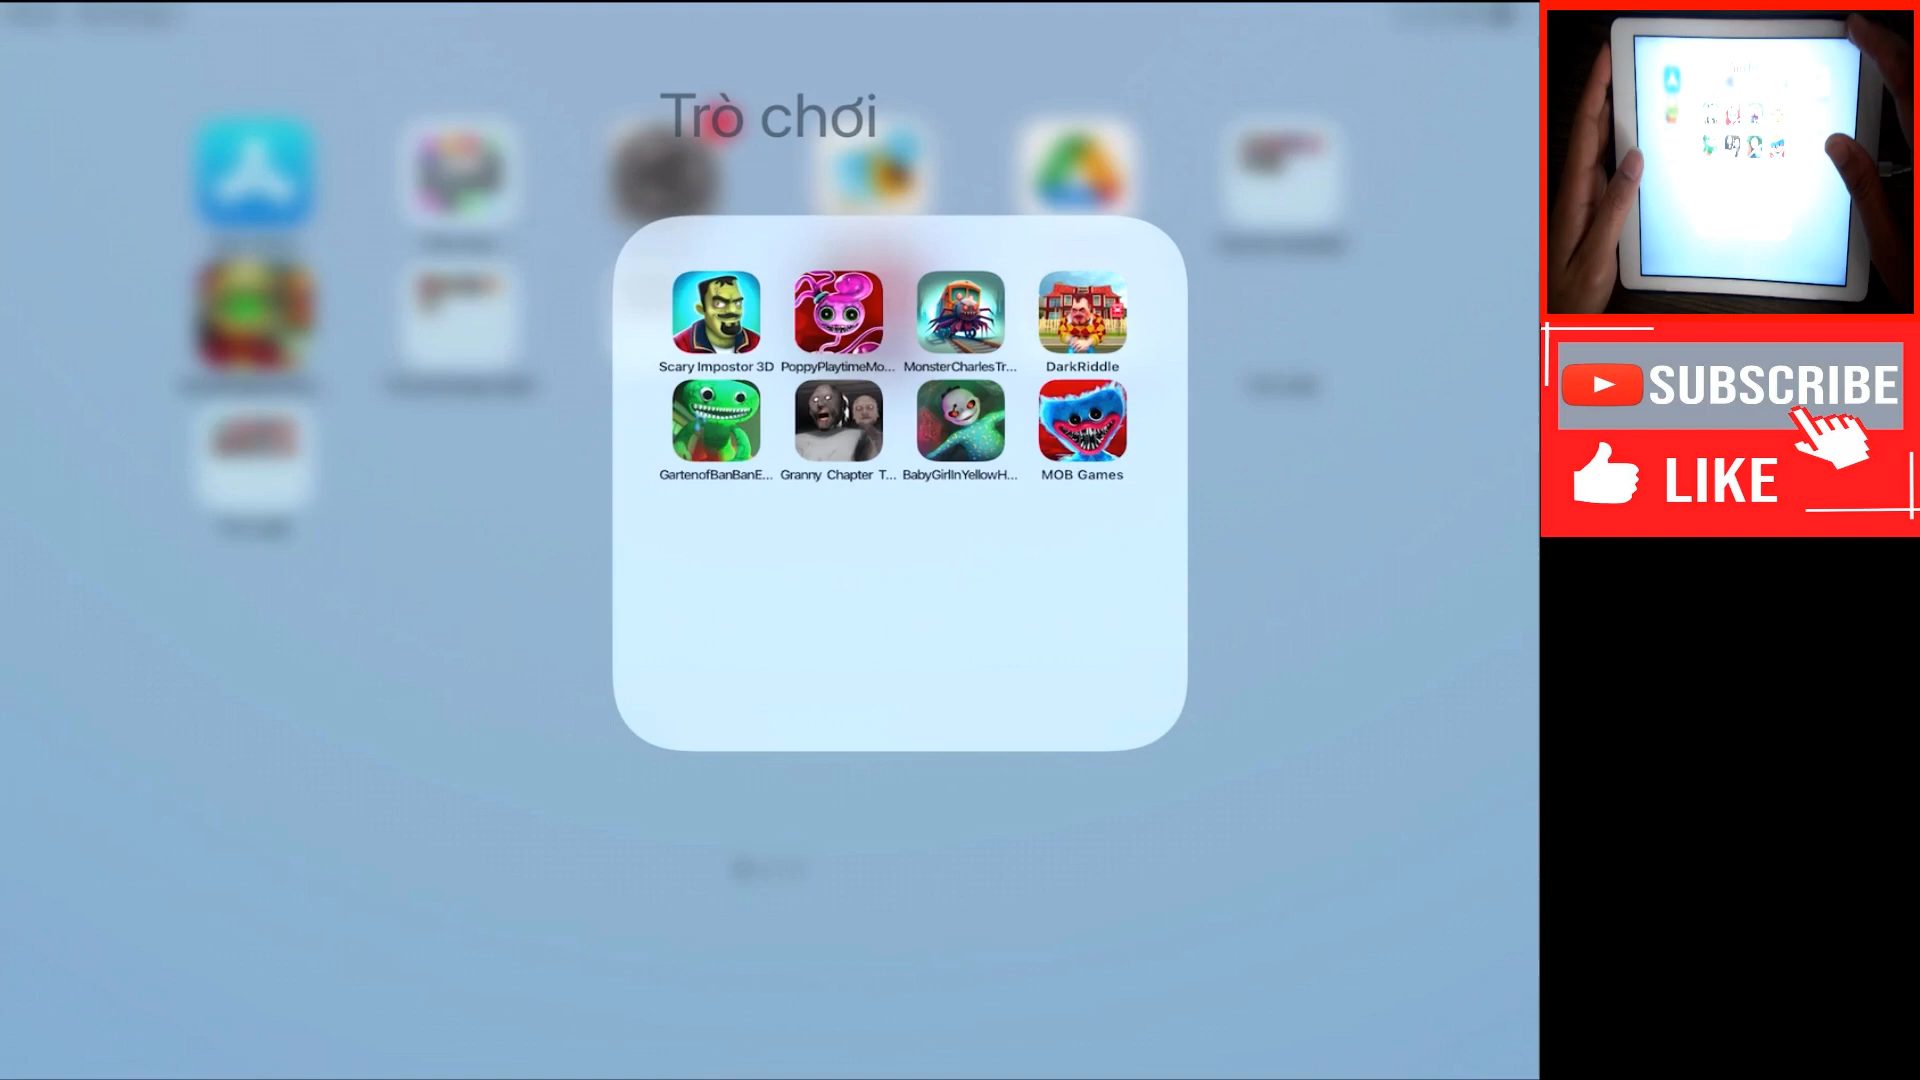 Trò chơi
Scary Impostor 3D
PoppyPlaytimeMo...
MonsterCharlesTr...
DarkRiddle
GartenofBanBanE...
Granny Chapter T...
BabyGirlInYellowH...
MOB Games
SUBSCRIBE
LIKE